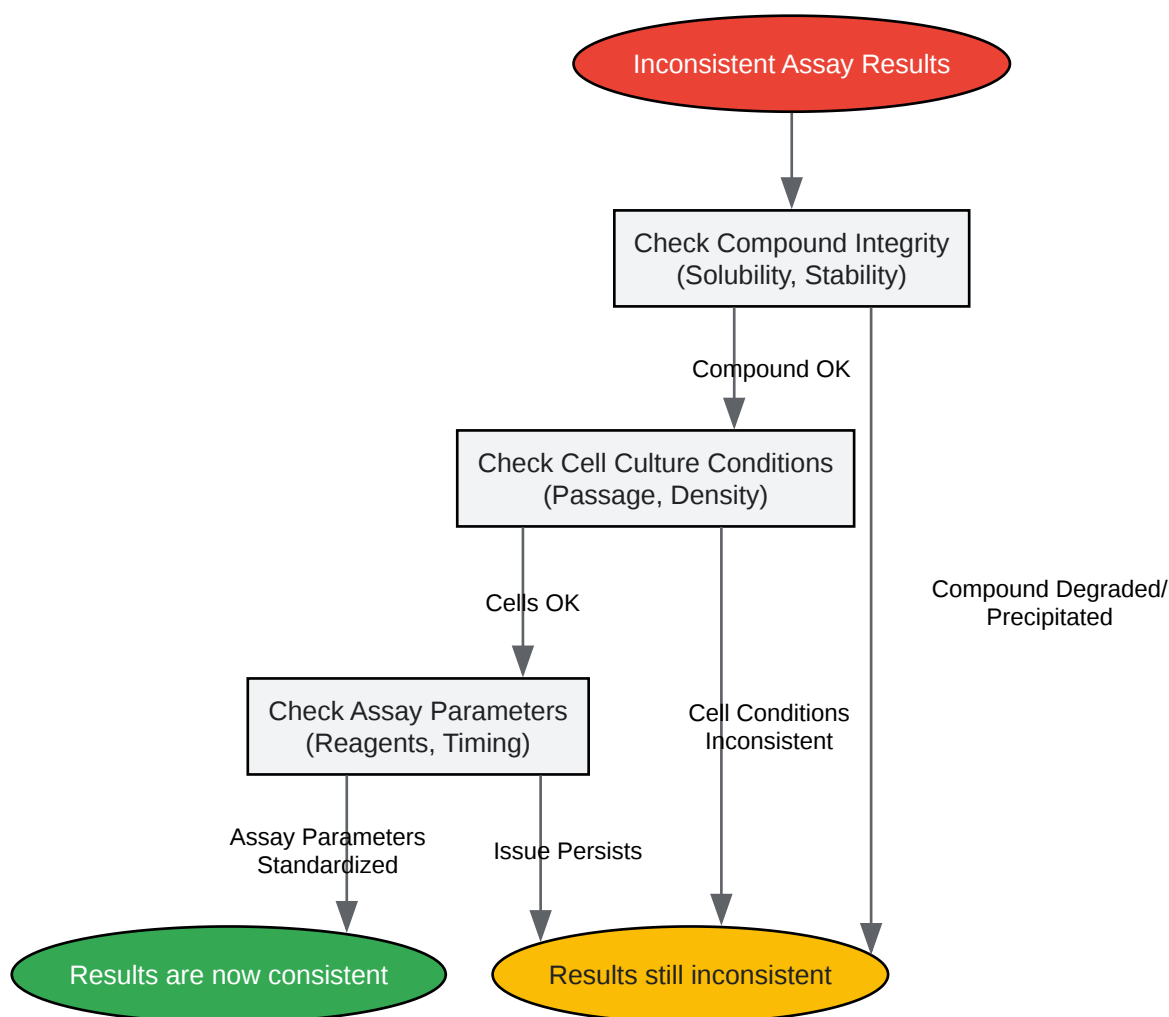 Inconsistent Assay Results
Check Compound Integrity
(Solubility, Stability)
Compound OK
Check Cell Culture Conditions
(Passage, Density)
Cells OK
Compound Degraded/
Precipitated
Check Assay Parameters
(Reagents, Timing)
Cell Conditions
Inconsistent
Assay Parameters
Standardized
Issue Persists
Results are now consistent
Results still inconsistent